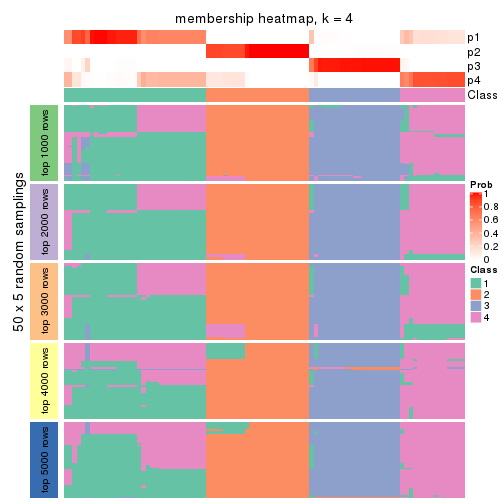 membership heatmap, k = 4
p1
p2
p3
p4
Class
50 x 5 random samplings
top 1000 rows
top 2000 rows
top 3000 rows
top 4000 rows
top 5000 rows
Prob
1
0.8
0.6
0.4
0.2
0
Class
1
2
3
4